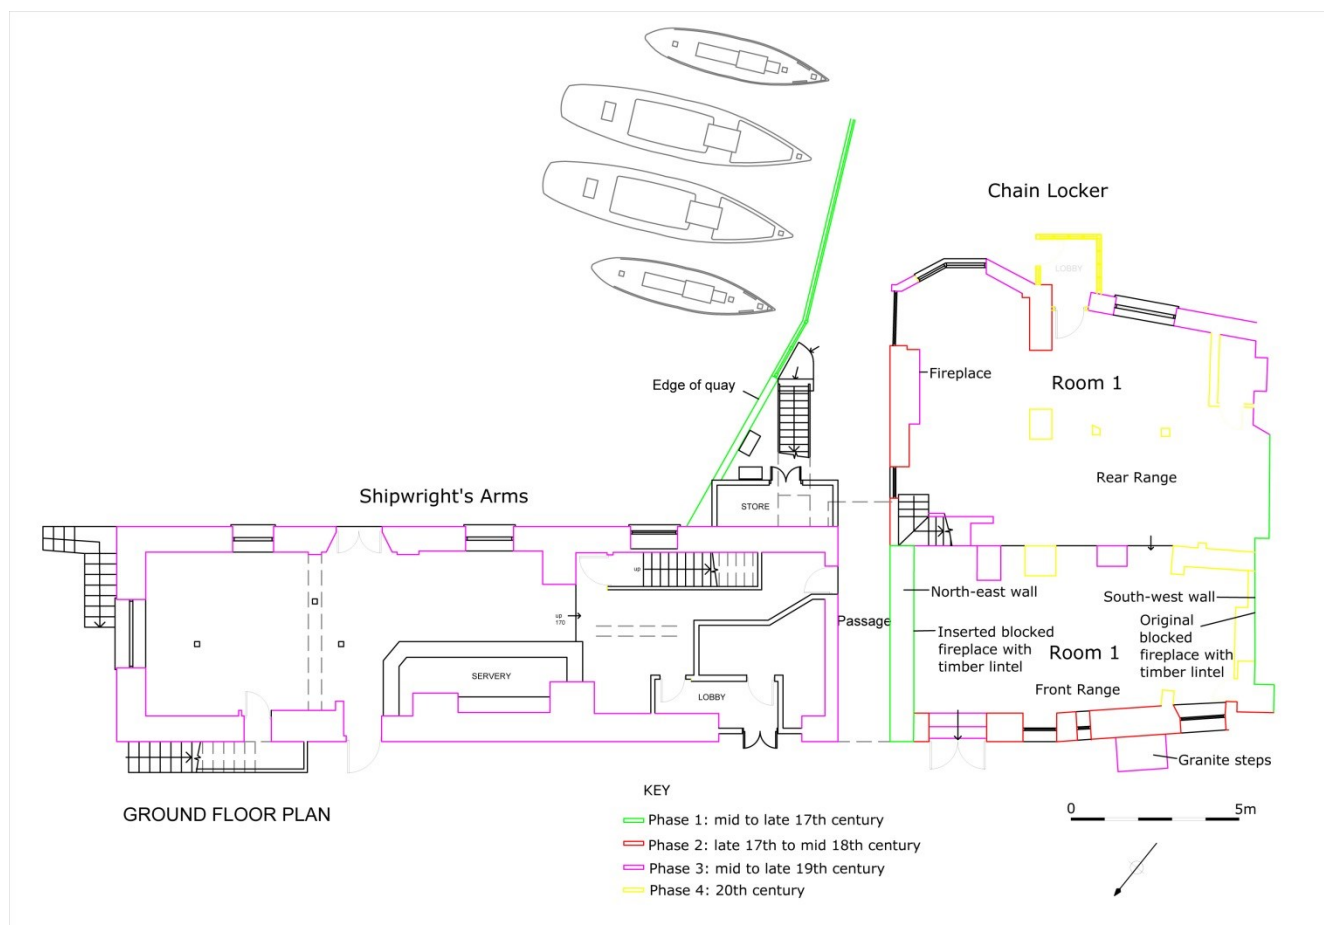 Chain Locker
LOBBY
Fireplace
Room 1
Edge of quay
Rear Range
Shipwright's Arms
STORE
up
North-east wall
South-west wall
up
170
Passage
Inserted blocked
fireplace with
timber lintel
Original
blocked
fireplace with
timber lintel
Room 1
SERVERY
LOBBY
Front Range
Granite steps
GROUND FLOOR PLAN
KEY
Phase 1: mid to late 17th century
Phase 2: late 17th to mid 18th century
Phase 3: mid to late 19th century
Phase 4: 20th century
0
5m